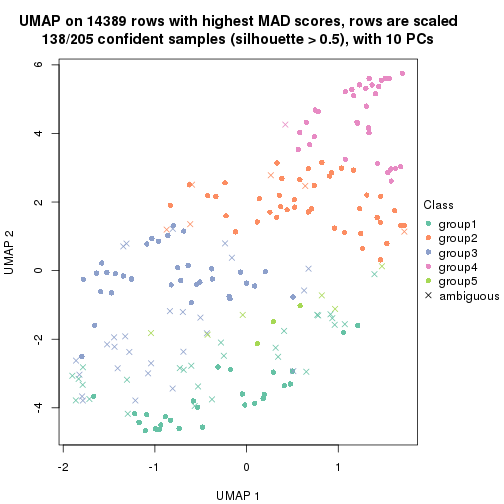 UMAP on 14389 rows with highest MAD scores, rows are scaled
138/205 confident samples (silhouette > 0.5), with 10 PCs
6
4
2
0
-2
-4
UMAP 2
-2
-1
0
1
UMAP 1
Class
group1
group2
group3
group4
group5
ambiguous